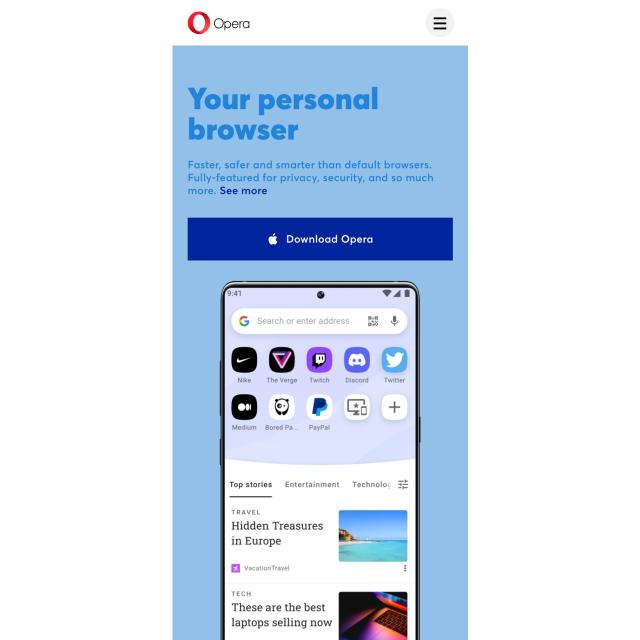 Opera
Your personal
browser
Faster, safer and smarter than default browsers.
Fully-featured for privacy, security, and so much
more. See more
Download Opera
9:41
Search or enter address
Nike The Verge Twitch Discord Twitter
Medium Bored Pa... PayPal
Top stories Entertainment Technolog
TRAVEL
Hidden Treasures
in Europe
VacationTravel
TECH
These are the best
laptops selling now